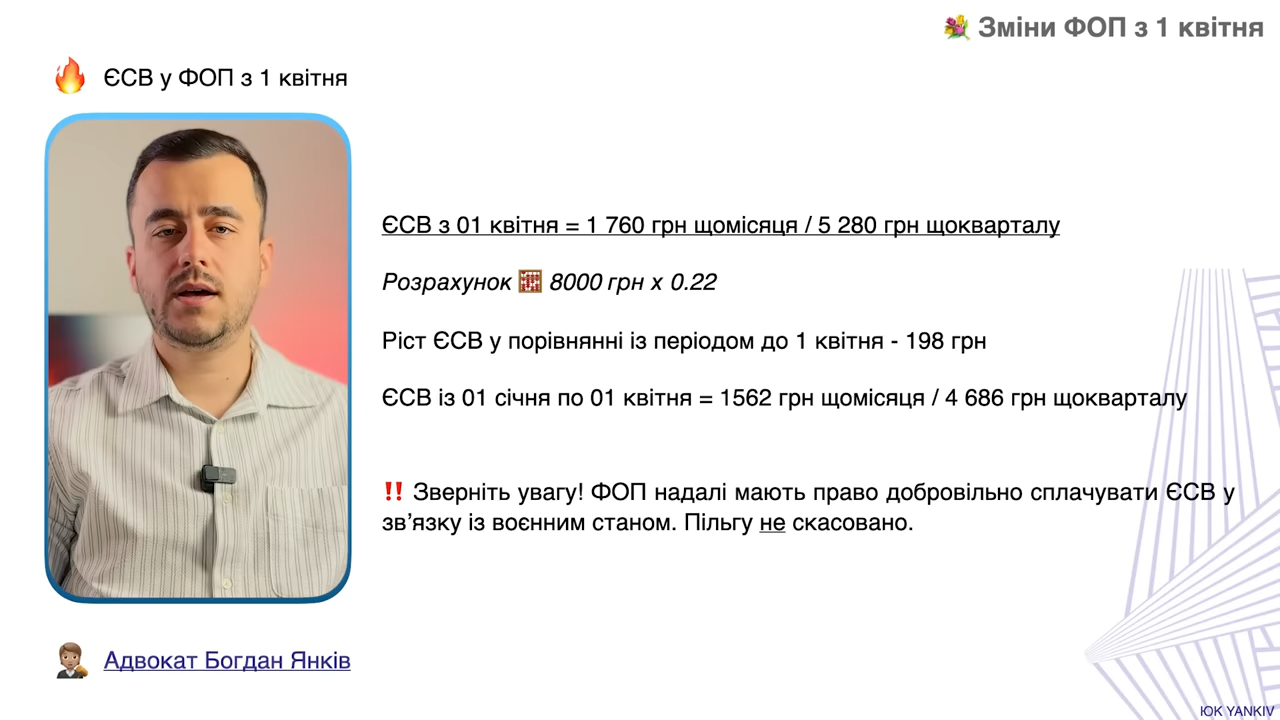 💐 Зміни ФОП з 1 квітня
🔥 ЄСВ у ФОП з 1 квітня
ЄСВ з 01 квітня = 1 760 грн щомісяця / 5 280 грн щокварталу
Розрахунок 🧮 8000 грн х 0.22
Ріст ЄСВ у порівнянні із періодом до 1 квітня - 198 грн
ЄСВ із 01 січня по 01 квітня = 1562 грн щомісяця / 4 686 грн щокварталу
‼️ Зверніть увагу! ФОП надалі мають право добровільно сплачувати ЄСВ у
зв’язку із воєнним станом. Пільгу не скасовано.
Адвокат Богдан Янків
ЮК YANKIV